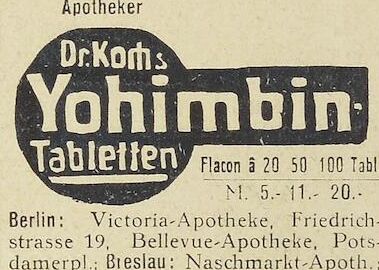 Apotheker
Dr. Korhs
Yohimbin-
Tabletten
Flacon â 20 50 100 Tabl
M. 5.- 11.- 20.-
Berlin: Victoria-Apotheke, Friedrich-
strasse 19, Bellevue-Apotheke, Pots-
damerpl.; Breslau: Naschmarkt-Apoth.